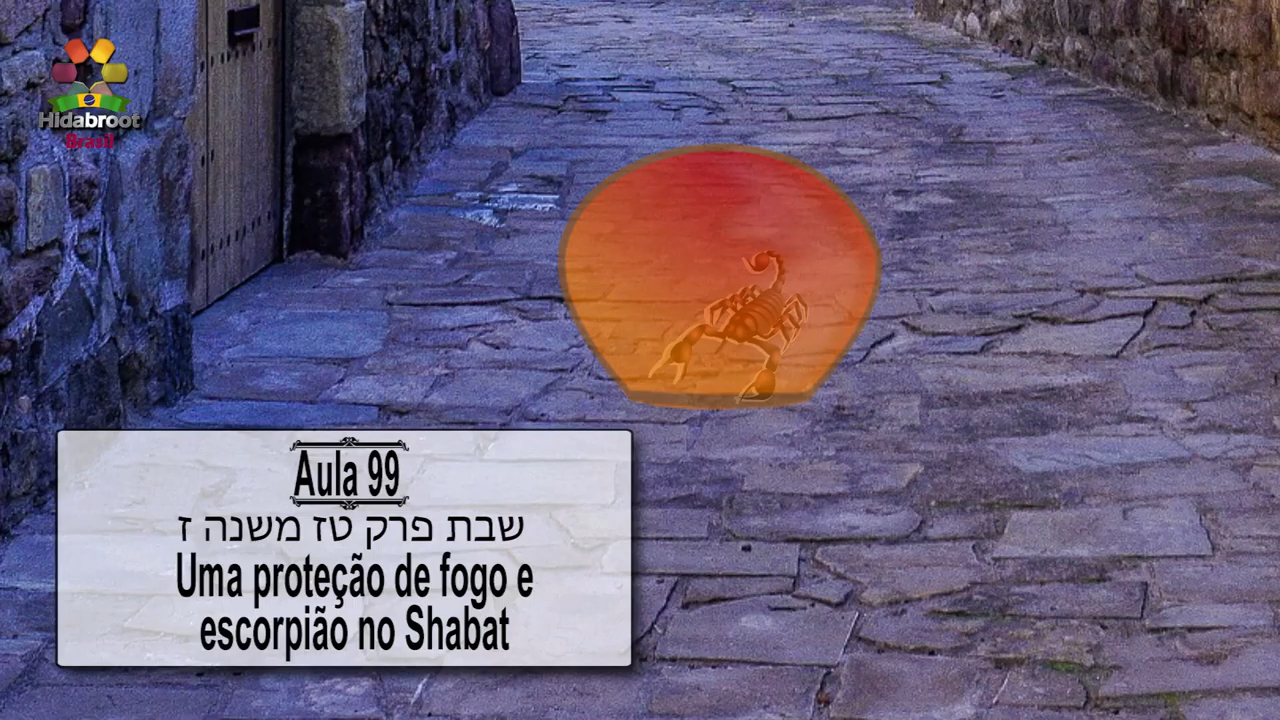 Hidabroot
Brasil
Aula 99
שבת פרק טז משנה ז
Uma proteção de fogo e
escorpião no Shabat